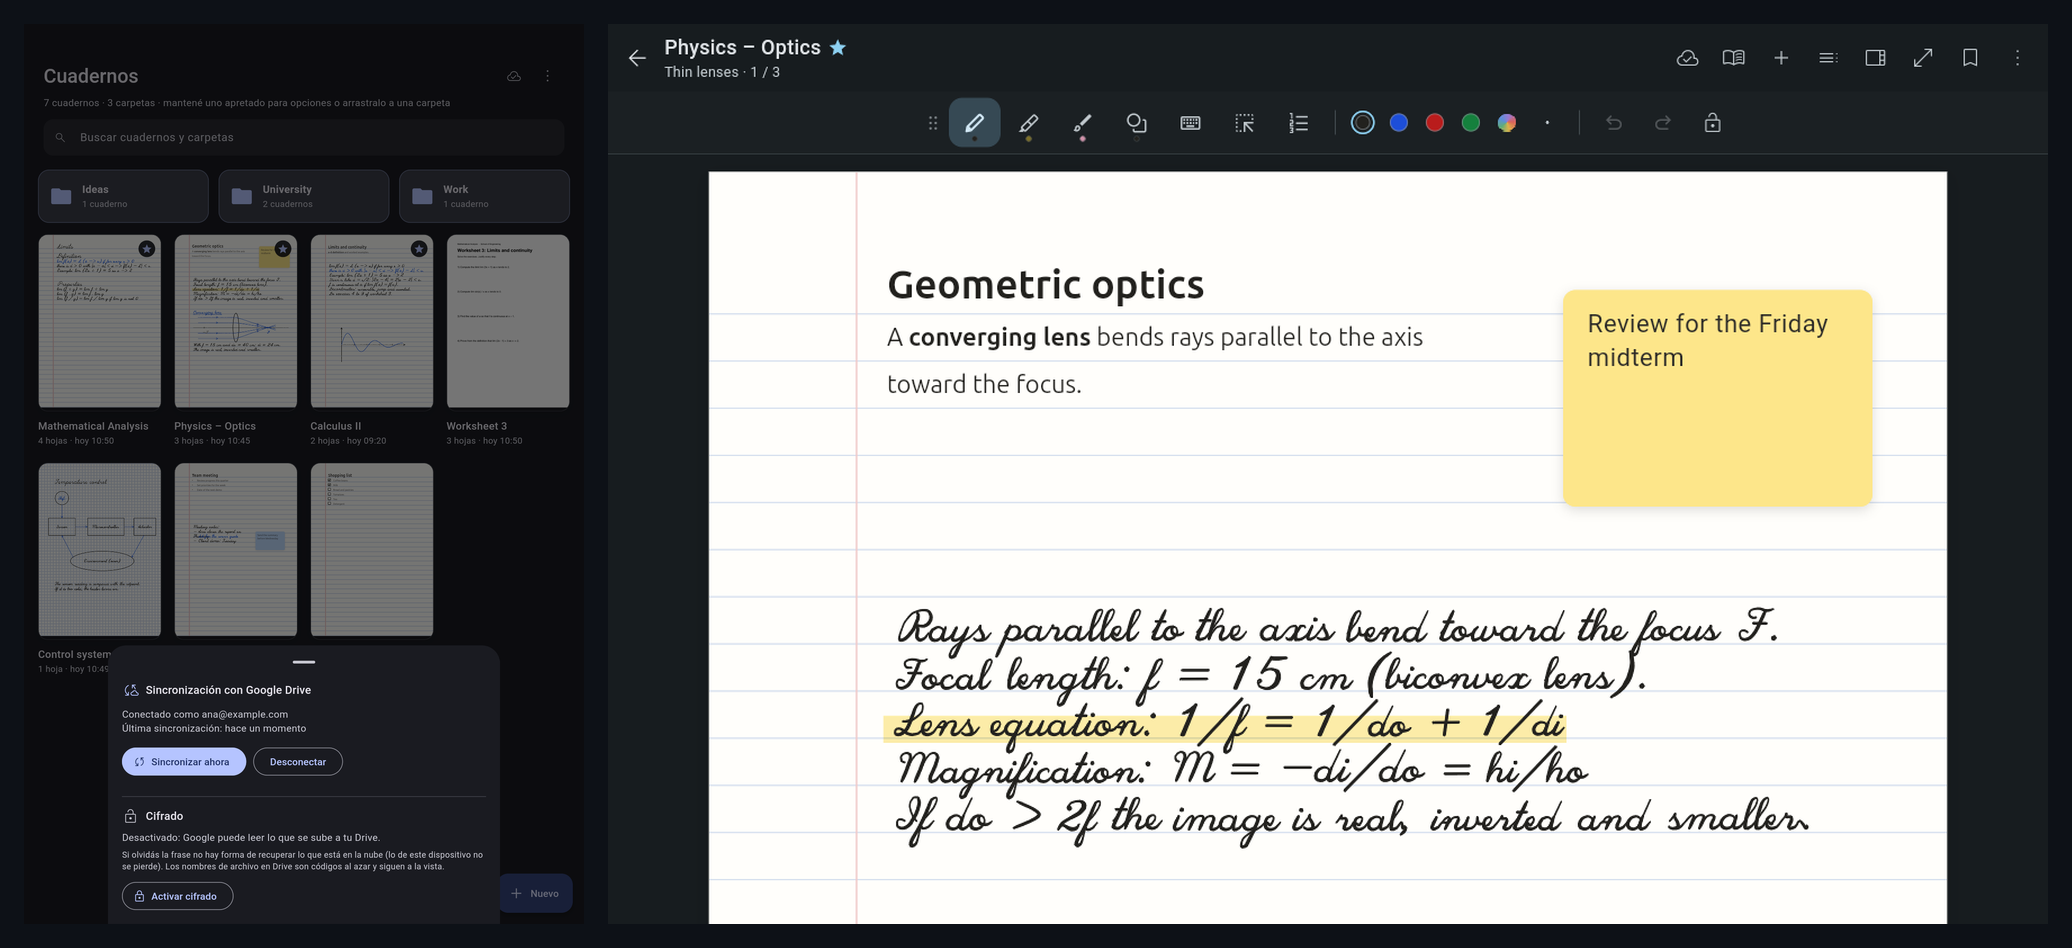 Cuadernos
7 cuadernos · 3 carpetas · mantené uno apretado para opciones o arrastralo a una carpeta
Buscar cuadernos y carpetas
Ideas
1 cuaderno
University
2 cuadernos
Work
1 cuaderno
Mathematical Analysis
4 hojas · hoy 10:50
Physics – Optics
3 hojas · hoy 10:45
Calculus II
2 hojas · hoy 09:20
Worksheet 3
3 hojas · hoy 10:50
Control system
1 hoja · hoy 10:49
Sincronización con Google Drive
Conectado como ana@example.com
Última sincronización: hace un momento
Sincronizar ahora
Desconectar
Cifrado
Desactivado: Google puede leer lo que se sube a tu Drive.
Si olvidás la frase no hay forma de recuperar lo que está en la nube (lo de este dispositivo no
se pierde). Los nombres de archivo en Drive son códigos al azar y siguen a la vista.
Activar cifrado
Nuevo
Physics – Optics
Thin lenses · 1 / 3
Geometric optics
A converging lens bends rays parallel to the axis
toward the focus.
Review for the Friday
midterm
Rays parallel to the axis bend toward the focus F.
Focal length: f = 15 cm (biconvex lens).
Lens equation: 1/f = 1/do + 1/di
Magnification: M = −di/do = hi/ho
If do > 2f the image is real, inverted and smaller.